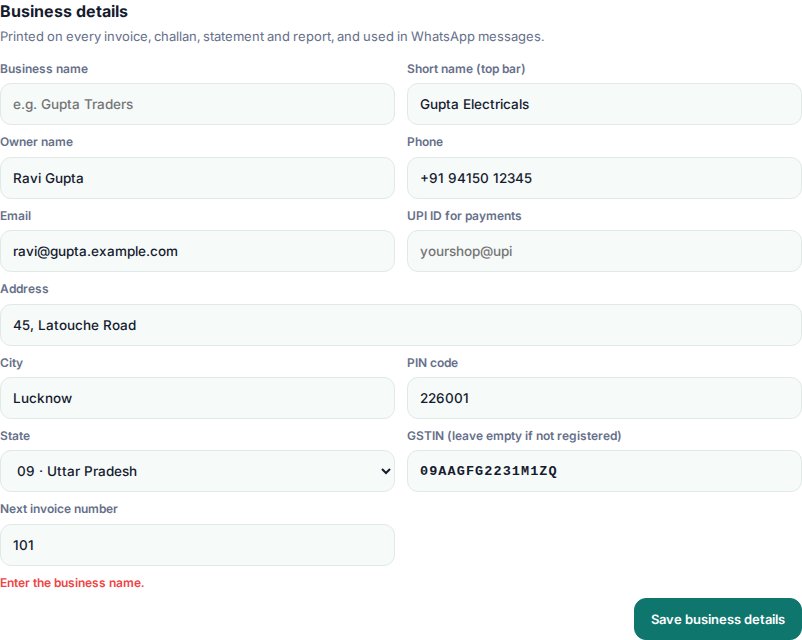 Business details
Printed on every invoice, challan, statement and report, and used in WhatsApp messages.
Business name
Short name (top bar)
e.g. Gupta Traders
Gupta Electricals
Owner name
Phone
Ravi Gupta
+91 94150 12345
Email
UPI ID for payments
ravi@gupta.example.com
yourshop@upi
Address
45, Latouche Road
City
PIN code
Lucknow
226001
State
GSTIN (leave empty if not registered)
09 · Uttar Pradesh
09AAGFG2231M1ZQ
Next invoice number
101
Enter the business name.
Save business details